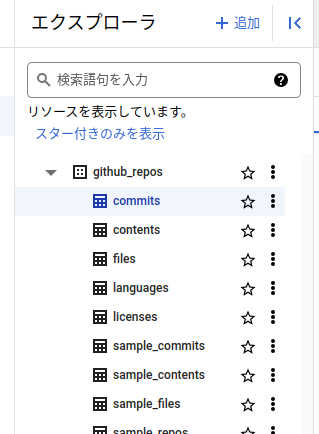 エクスプローラ
追加
検索語句を入力
リソースを表示しています。
スター付きのみを表示
github_repos
commits
contents
files
languages
licenses
sample_commits
sample_contents
sample_files
sample_repos